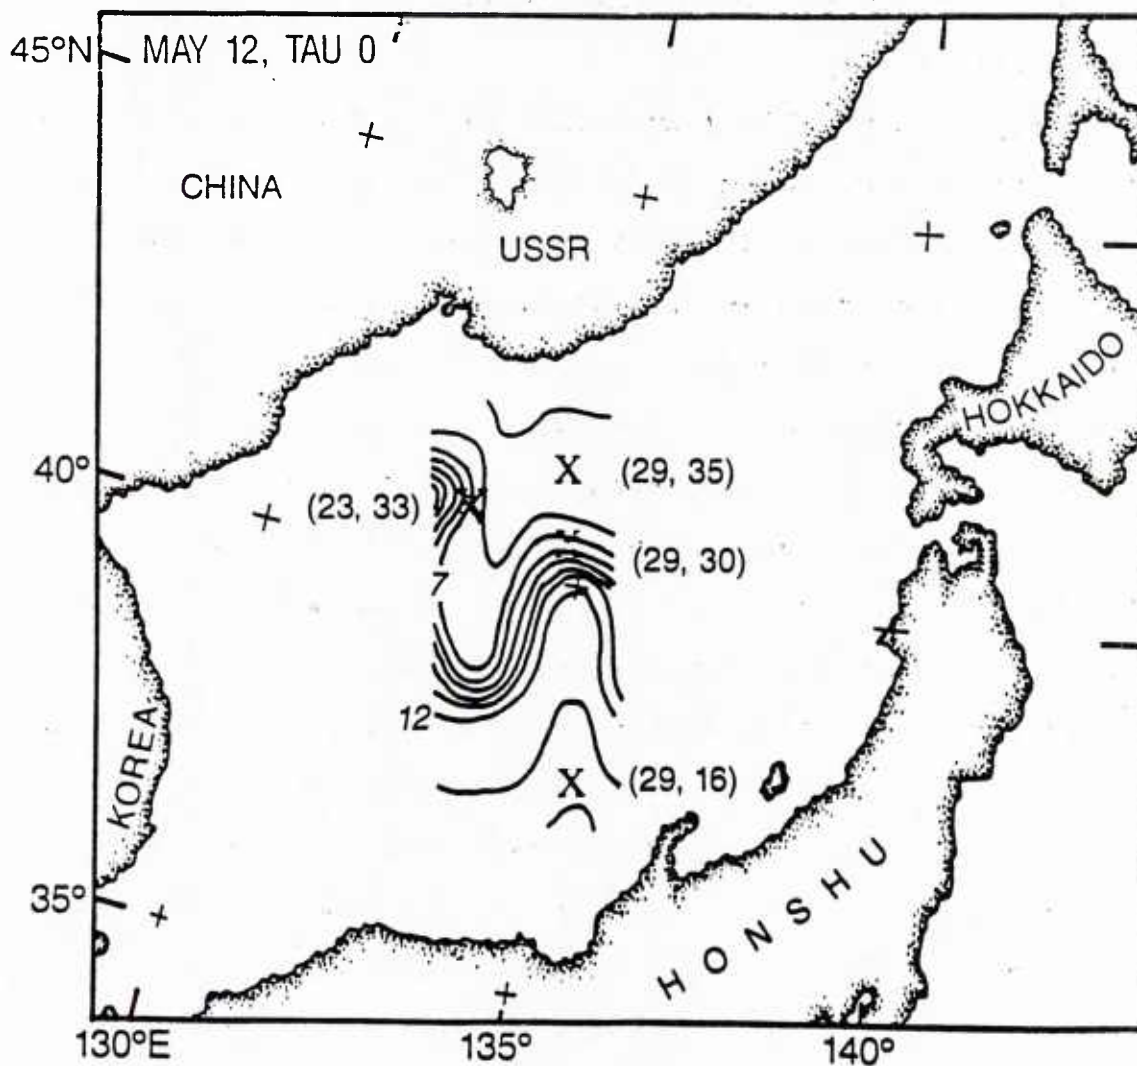 45°N
MAY 12, TAU 0
CHINA
USSR
HOKKAIDO
40°
X (29, 35)
(23, 33) X
(29, 30)
7
12
KOREA
X (29, 16)
HONSHU
35°
130°E
135°
140°